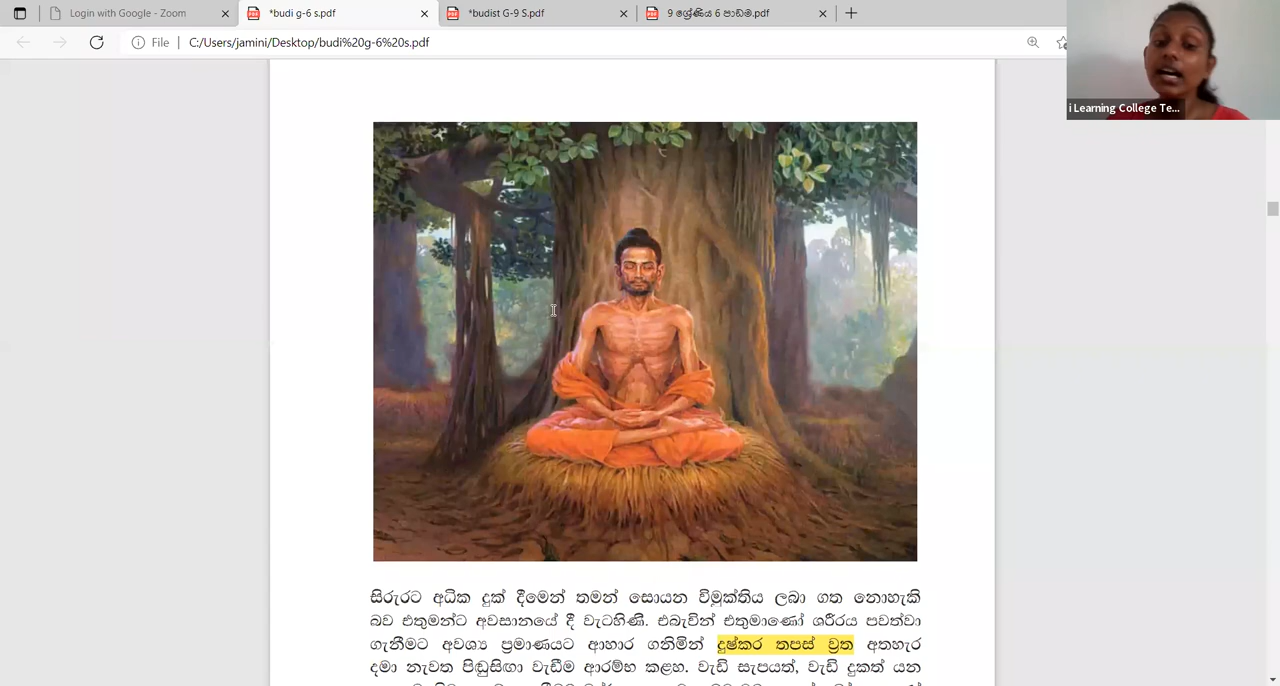 Login with Google - Zoom
*budi g-6 s.pdf
*budist G-9 S.pdf
9 ශ්‍රේණිය 6 පාඩම.pdf
File
C:/Users/jamini/Desktop/budi%20g-6%20s.pdf
i Learning College Te...
සිරුරට අධික දුක් දීමෙන් තමන් සොයන විමුක්තිය ලබා ගත නොහැකි
බව එතුමන්ට අවසානයේ දී වැටහිණි. එබැවින් එතුමාණෝ ශරීරය පවත්වා
ගැනීමට අවශ්‍ය ප්‍රමාණයට ආහාර ගනිමින් දුෂ්කර තපස් ව්‍රත අතහැර
දමා නැවත පිඬුසිඟා වැඩීම ආරම්භ කළහ. වැඩි සැපයත්, වැඩි දුකත් යන